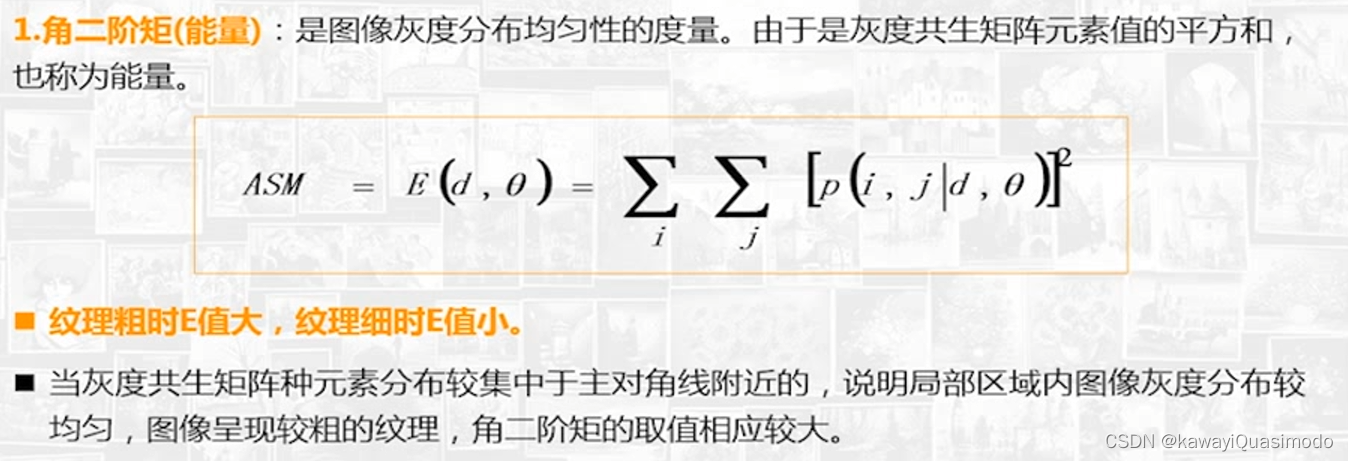 1.角二阶矩(能量)：是图像灰度分布均匀性的度量。由于是灰度共生矩阵元素值的平方和，
也称为能量。
ASM = E(d, θ) = ∑_i ∑_j [p(i, j|d, θ)]²
■ 纹理粗时E值大，纹理细时E值小。
■ 当灰度共生矩阵种元素分布较集中于主对角线附近的，说明局部区域内图像灰度分布较
均匀，图像呈现较粗的纹理，角二阶矩的取值相应较大。
CSDN @kawayiQuasimodo